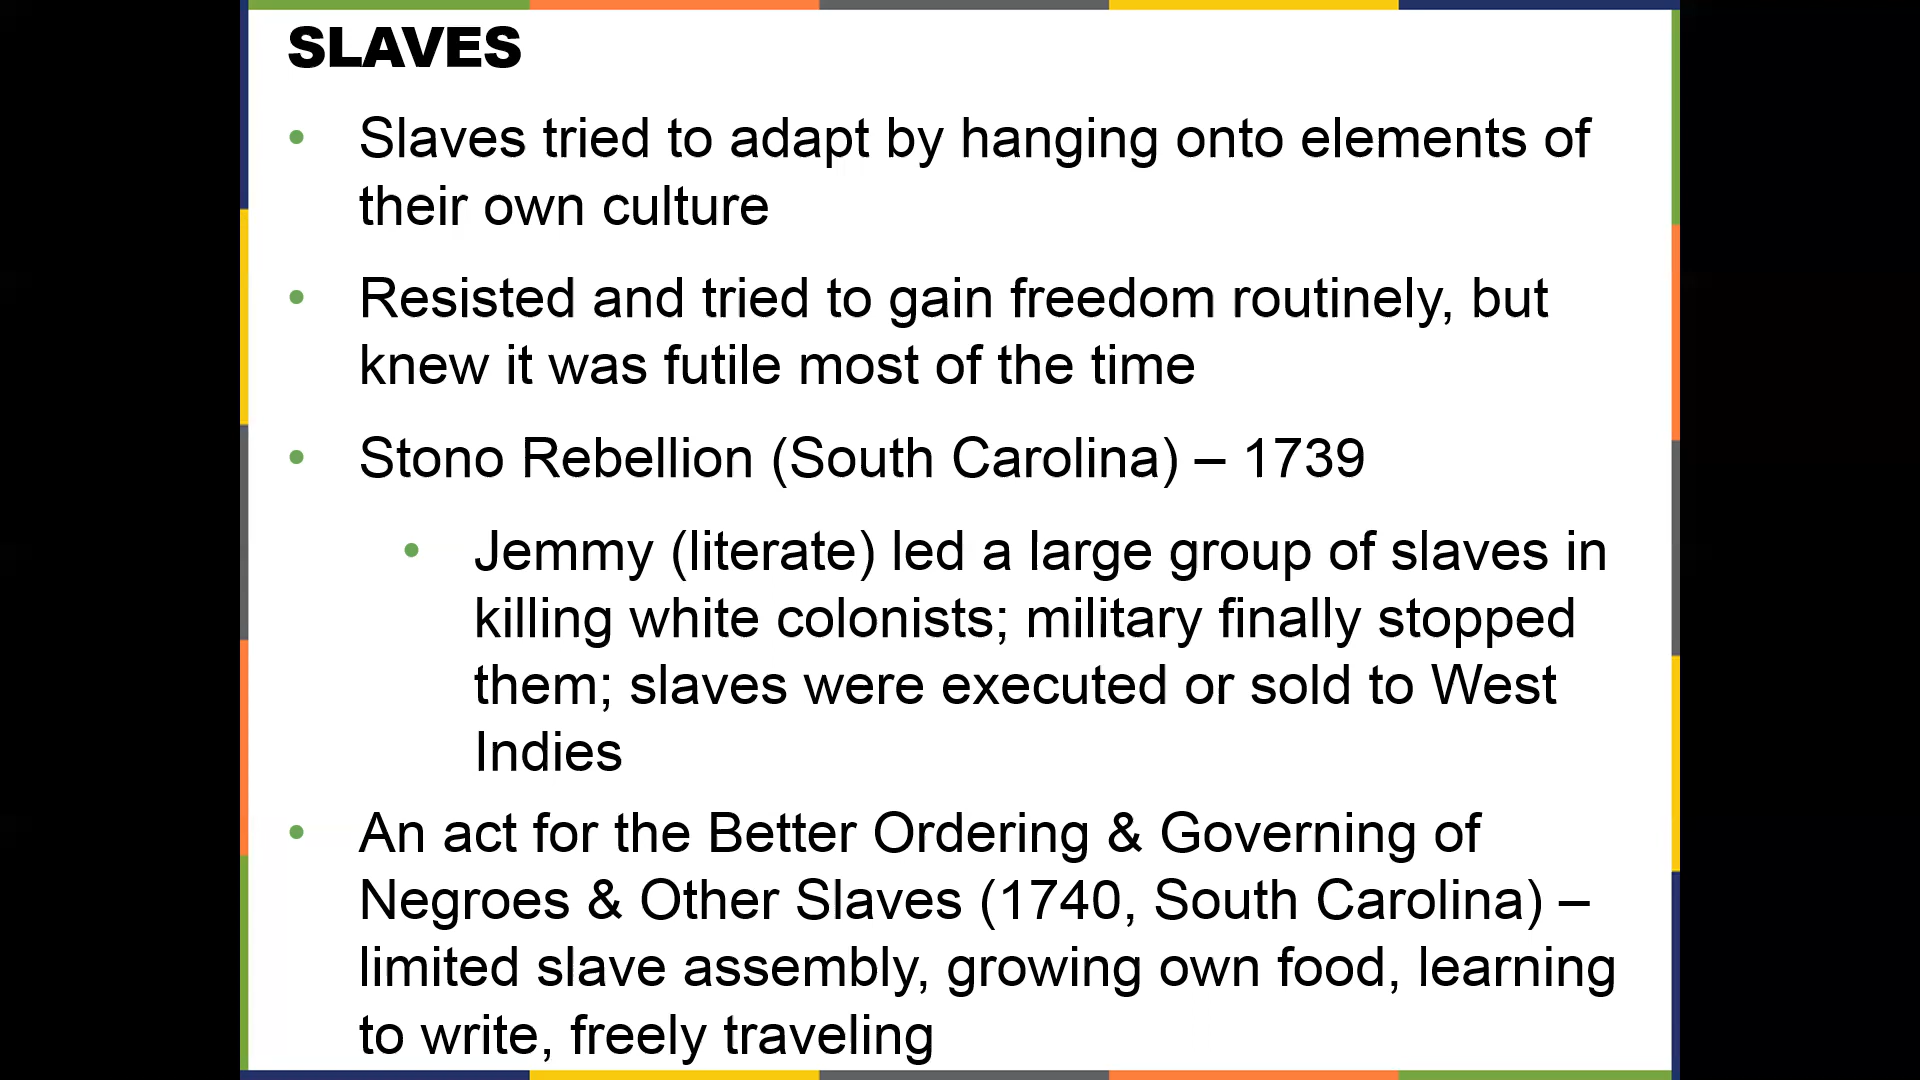 SLAVES
• Slaves tried to adapt by hanging onto elements of
their own culture
• Resisted and tried to gain freedom routinely, but
knew it was futile most of the time
• Stono Rebellion (South Carolina) – 1739
• Jemmy (literate) led a large group of slaves in
killing white colonists; military finally stopped
them; slaves were executed or sold to West
Indies
• An act for the Better Ordering & Governing of
Negroes & Other Slaves (1740, South Carolina) –
limited slave assembly, growing own food, learning
to write, freely traveling